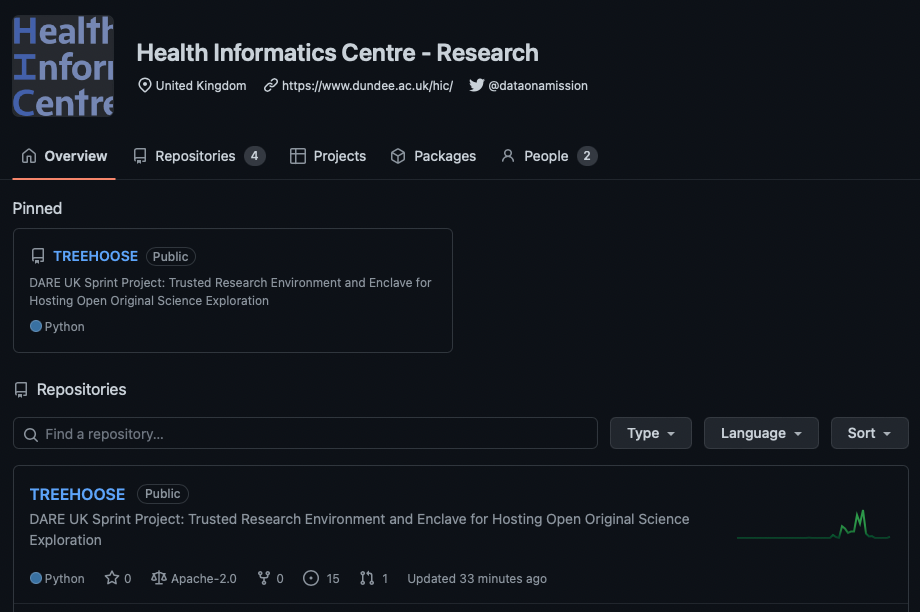 Health
Infor
Centre
Health Informatics Centre - Research
United Kingdom https://www.dundee.ac.uk/hic/ @dataonamission
Overview Repositories 4 Projects Packages People 2
Pinned
TREEHOOSE Public
DARE UK Sprint Project: Trusted Research Environment and Enclave for
Hosting Open Original Science Exploration
Python
Repositories
Find a repository... Type Language Sort
TREEHOOSE Public
DARE UK Sprint Project: Trusted Research Environment and Enclave for Hosting Open Original Science
Exploration
Python 0 Apache-2.0 0 15 1 Updated 33 minutes ago